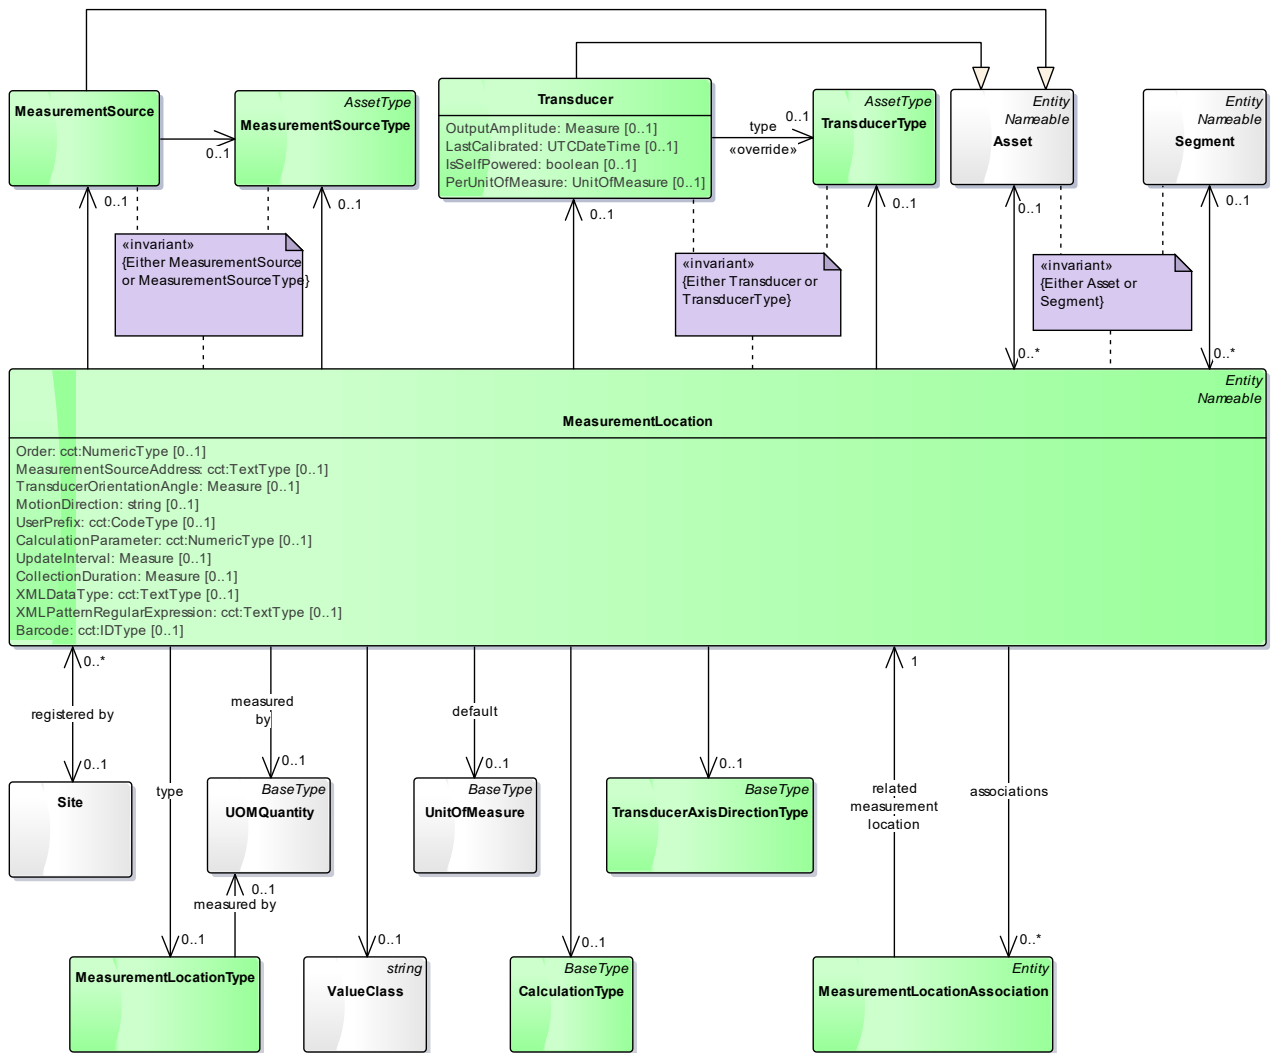 MeasurementSource
AssetType
MeasurementSourceType
0..1
Transducer
OutputAmplitude: Measure [0..1]
LastCalibrated: UTCDateTime [0..1]
IsSelfPowered: boolean [0..1]
PerUnitOfMeasure: UnitOfMeasure [0..1]
type
«override»
0..1
AssetType
TransducerType
Entity
Nameable
Asset
Entity
Nameable
Segment
0..1
0..1
0..1
0..1
0..1
0..1
«invariant»
{Either MeasurementSource
or MeasurementSourceType}
«invariant»
{Either Transducer or
TransducerType}
«invariant»
{Either Asset or
Segment}
0..*
0..*
Entity
Nameable
MeasurementLocation
Order: cct:NumericType [0..1]
MeasurementSourceAddress: cct:TextType [0..1]
TransducerOrientationAngle: Measure [0..1]
MotionDirection: string [0..1]
UserPrefix: cct:CodeType [0..1]
CalculationParameter: cct:NumericType [0..1]
UpdateInterval: Measure [0..1]
CollectionDuration: Measure [0..1]
XMLDataType: cct:TextType [0..1]
XMLPatternRegularExpression: cct:TextType [0..1]
Barcode: cct:IDType [0..1]
0..*
1
registered by
measured
by
default
0..1
0..1
0..1
0..1
type
related
measurement
location
associations
Site
BaseType
UOMQuantity
BaseType
UnitOfMeasure
BaseType
TransducerAxisDirectionType
0..1
measured by
0..1
0..1
0..1
0..*
MeasurementLocationType
string
ValueClass
BaseType
CalculationType
Entity
MeasurementLocationAssociation